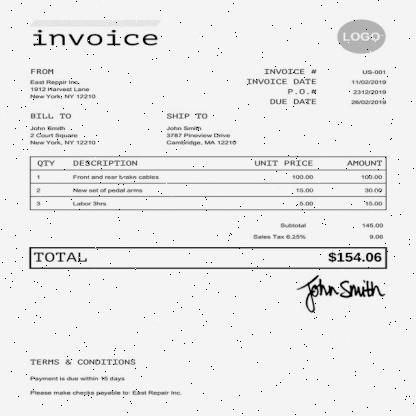 invoice
LOGO
FROM
East Repair Inc.
1912 Harvest Lane
New York, NY 12210
INVOICE # US-001
INVOICE DATE 11/02/2019
P.O.# 2312/2019
DUE DATE 26/02/2019
BILL TO
John Smith
2 Court Square
New York, NY 12210
SHIP TO
John Smith
3787 Pineview Drive
Cambridge, MA 12210
QTY DESCRIPTION UNIT PRICE AMOUNT
1 Front and rear brake cables 100.00 100.00
2 New set of pedal arms 15.00 30.00
3 Labor 3hrs 5.00 15.00
Subtotal 145.00
Sales Tax 6.25% 9.06
TOTAL $154.06
John Smith
TERMS & CONDITIONS
Payment is due within 15 days
Please make checks payable to: East Repair Inc.